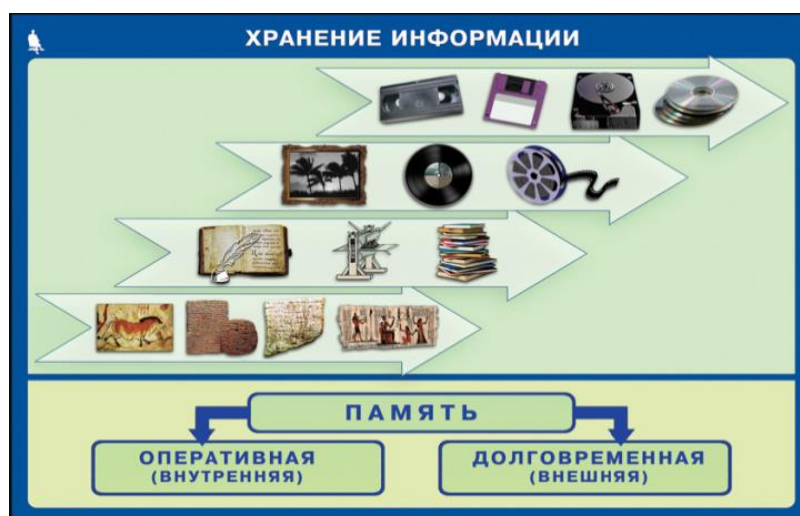 ХРАНЕНИЕ ИНФОРМАЦИИ
ПАМЯТЬ
ОПЕРАТИВНАЯ
(ВНУТРЕННЯЯ)
ДОЛГОВРЕМЕННАЯ
(ВНЕШНЯЯ)